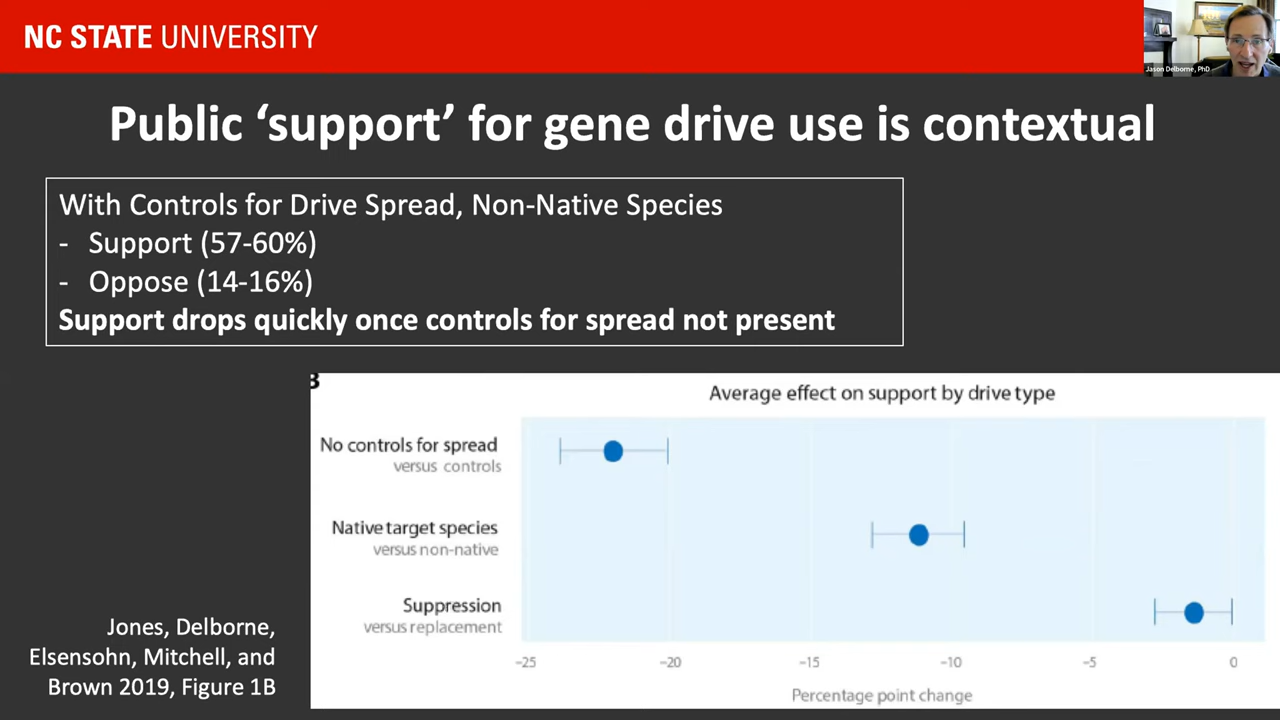 NC STATE UNIVERSITY
Jason Delborne, PhD
Public ‘support’ for gene drive use is contextual
With Controls for Drive Spread, Non-Native Species
- Support (57-60%)
- Oppose (14-16%)
Support drops quickly once controls for spread not present
B
Average effect on support by drive type
No controls for spread
versus controls
Native target species
versus non-native
Suppression
versus replacement
−25 −20 −15 −10 −5 0
Percentage point change
Jones, Delborne,
Elsensohn, Mitchell, and
Brown 2019, Figure 1B